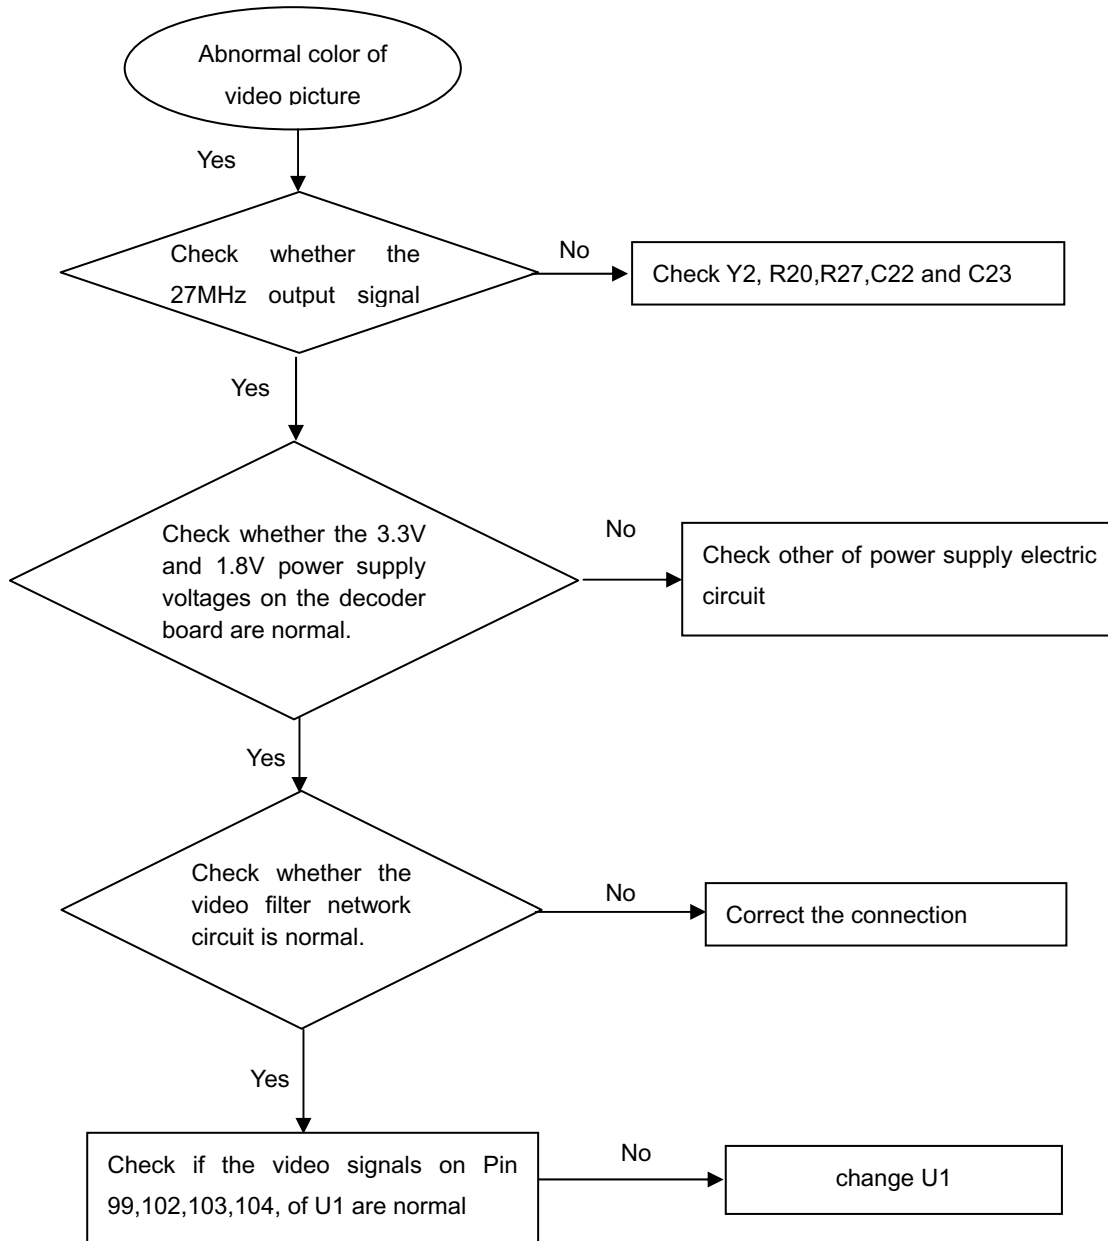 Abnormal color of
video picture
Yes
Check whether the
27MHz output signal
No
Check Y2, R20,R27,C22 and C23
Yes
Check whether the 3.3V
and 1.8V power supply
voltages on the decoder
board are normal.
No
Check other of power supply electric
circuit
Yes
Check whether the
video filter network
circuit is normal.
No
Correct the connection
Yes
Check if the video signals on Pin
99,102,103,104, of U1 are normal
No
change U1